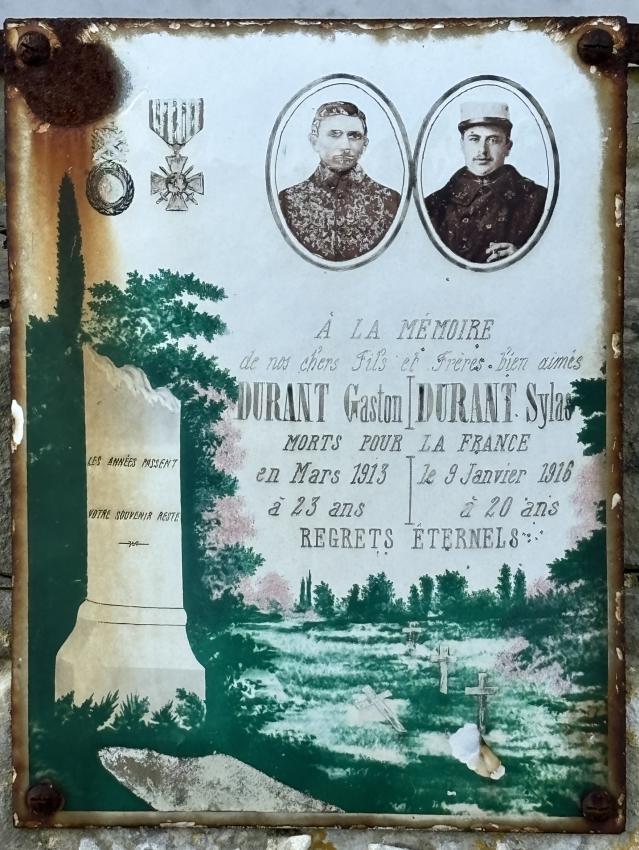 À LA MÉMOIRE
de nos chers Fils et Frères bien aimés
DURANT Gaston DURANT Sylas
MORTS POUR LA FRANCE
en Mars 1913 le 9 Janvier 1916
à 23 ans à 20 ans
REGRETS ÉTERNELS
LES ANNÉES PASSENT
VOTRE SOUVENIR RESTE